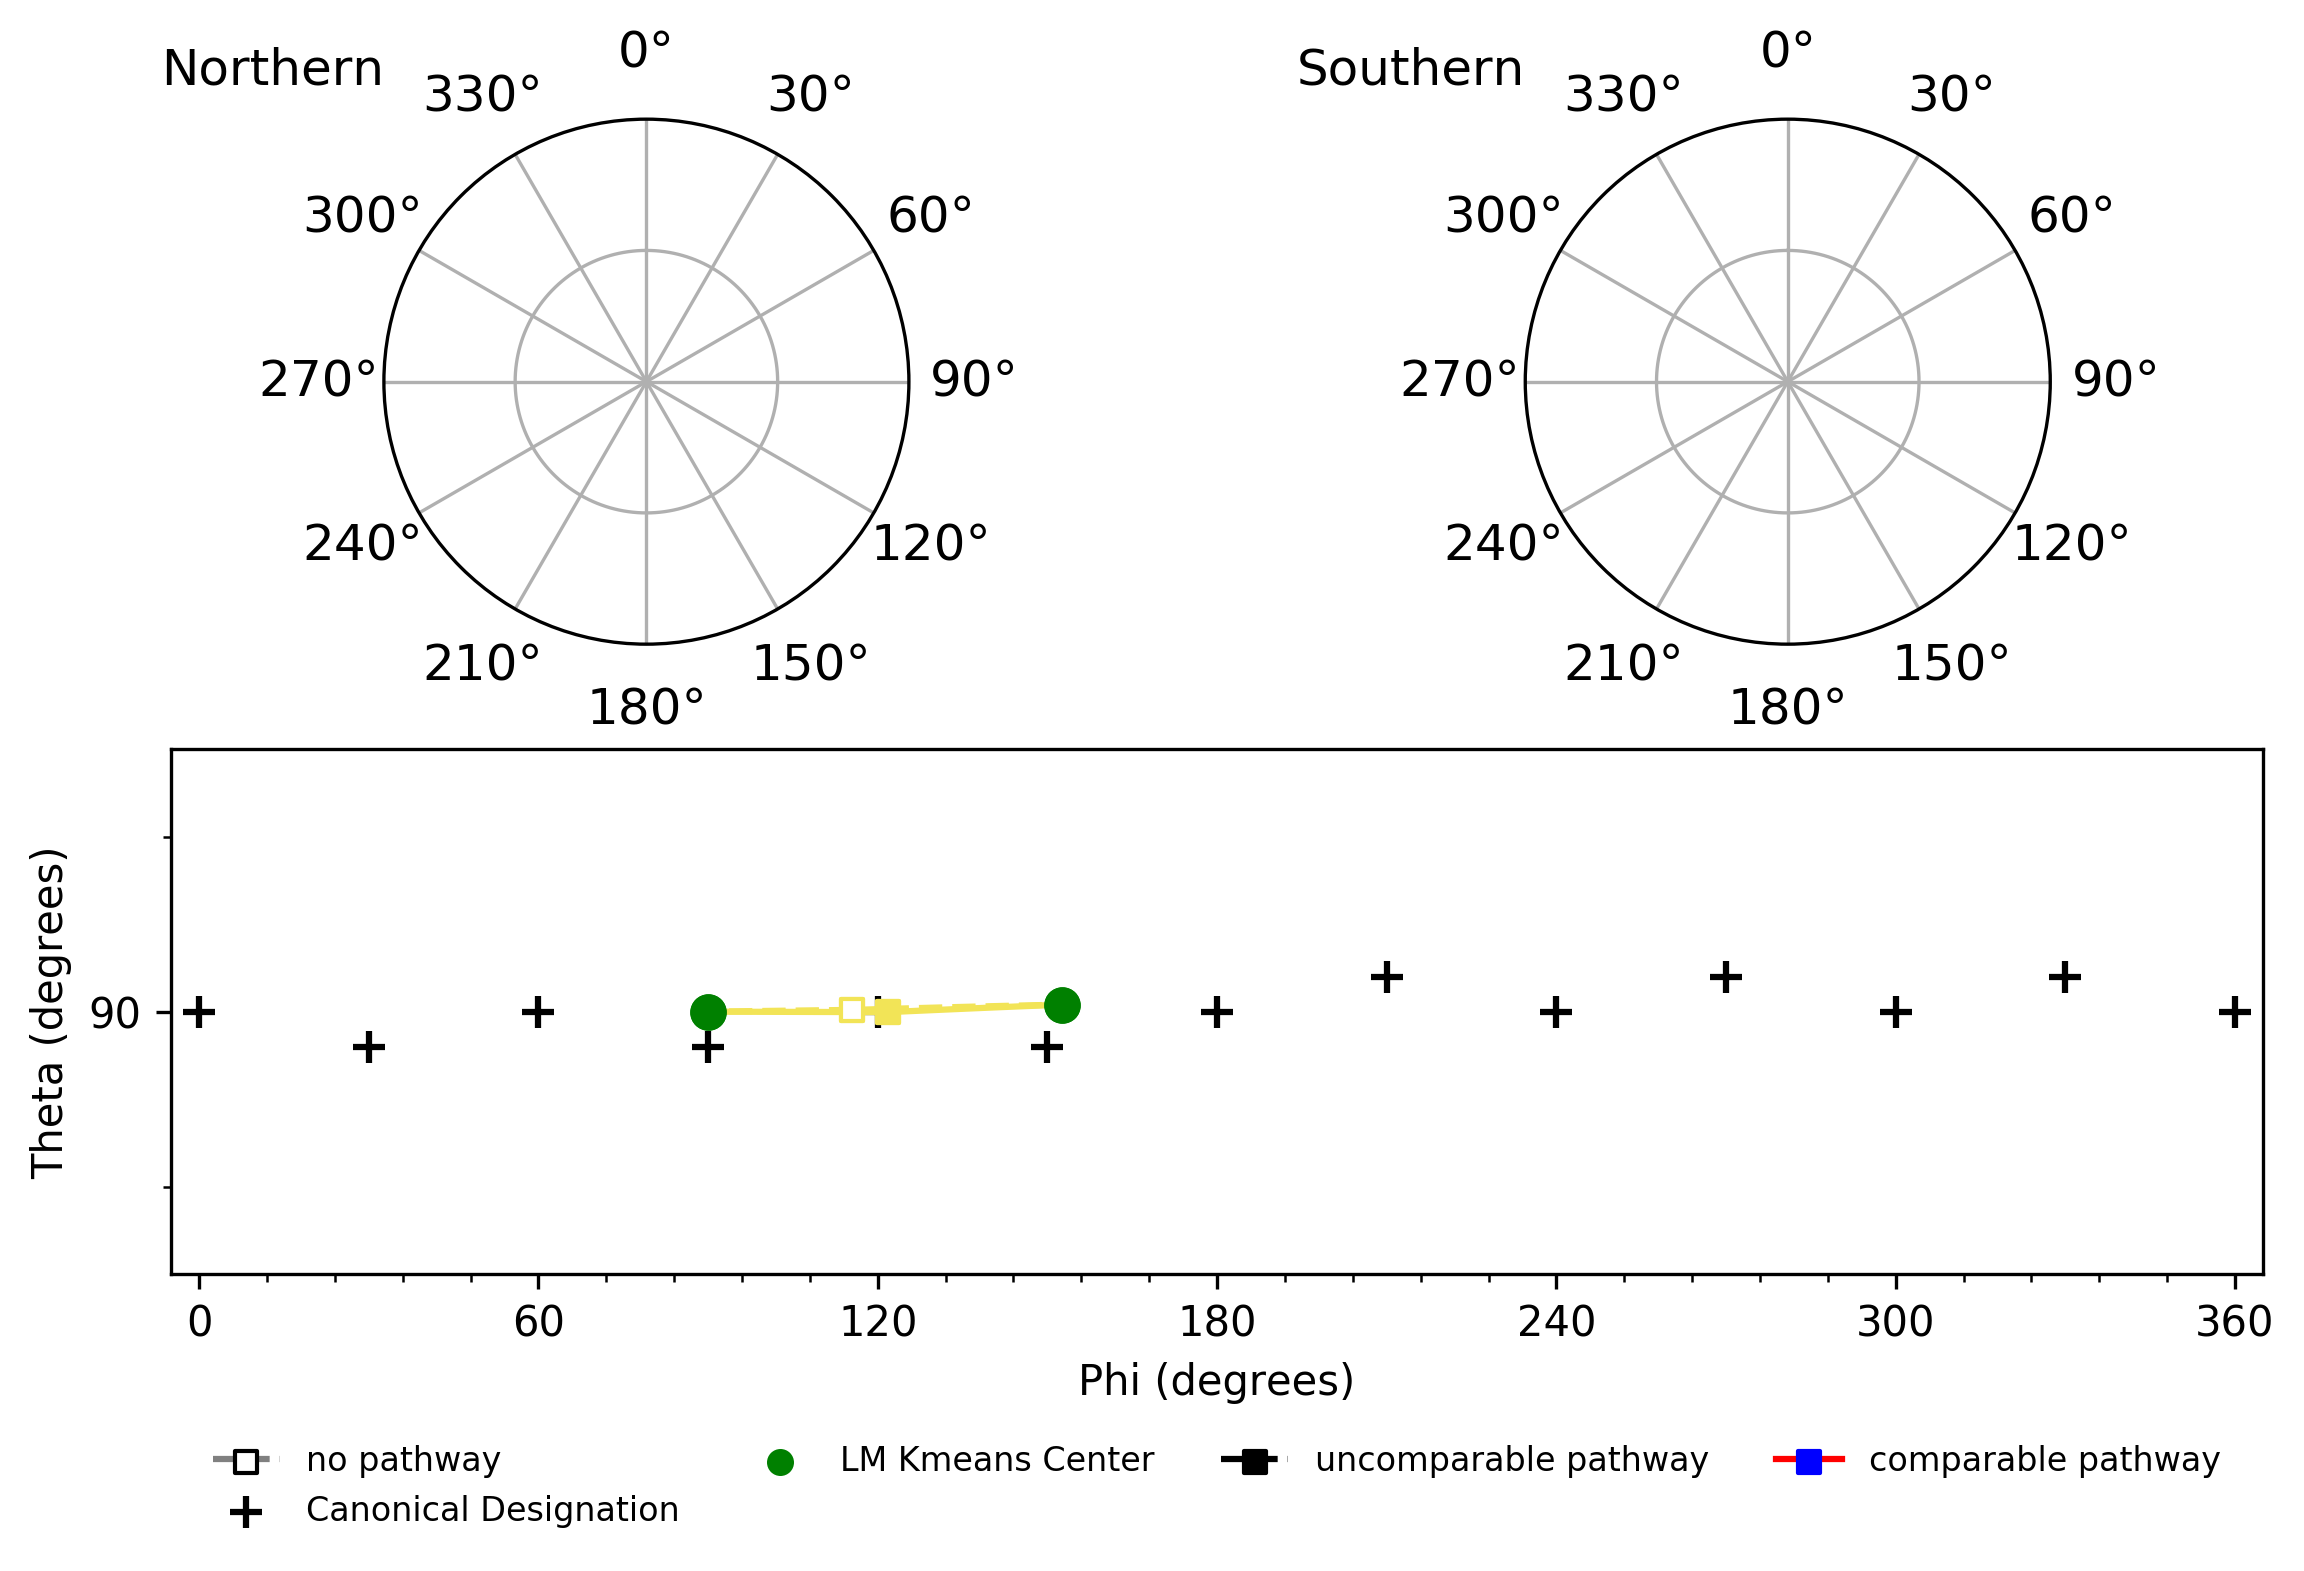 Northern
0°
30°
60°
90°
120°
150°
180°
210°
240°
270°
300°
330°
Southern
0°
30°
60°
90°
120°
150°
180°
210°
240°
270°
300°
330°
Theta (degrees)
90
0 60 120 180 240 300 360
Phi (degrees)
no pathway
Canonical Designation
LM Kmeans Center
uncomparable pathway
comparable pathway